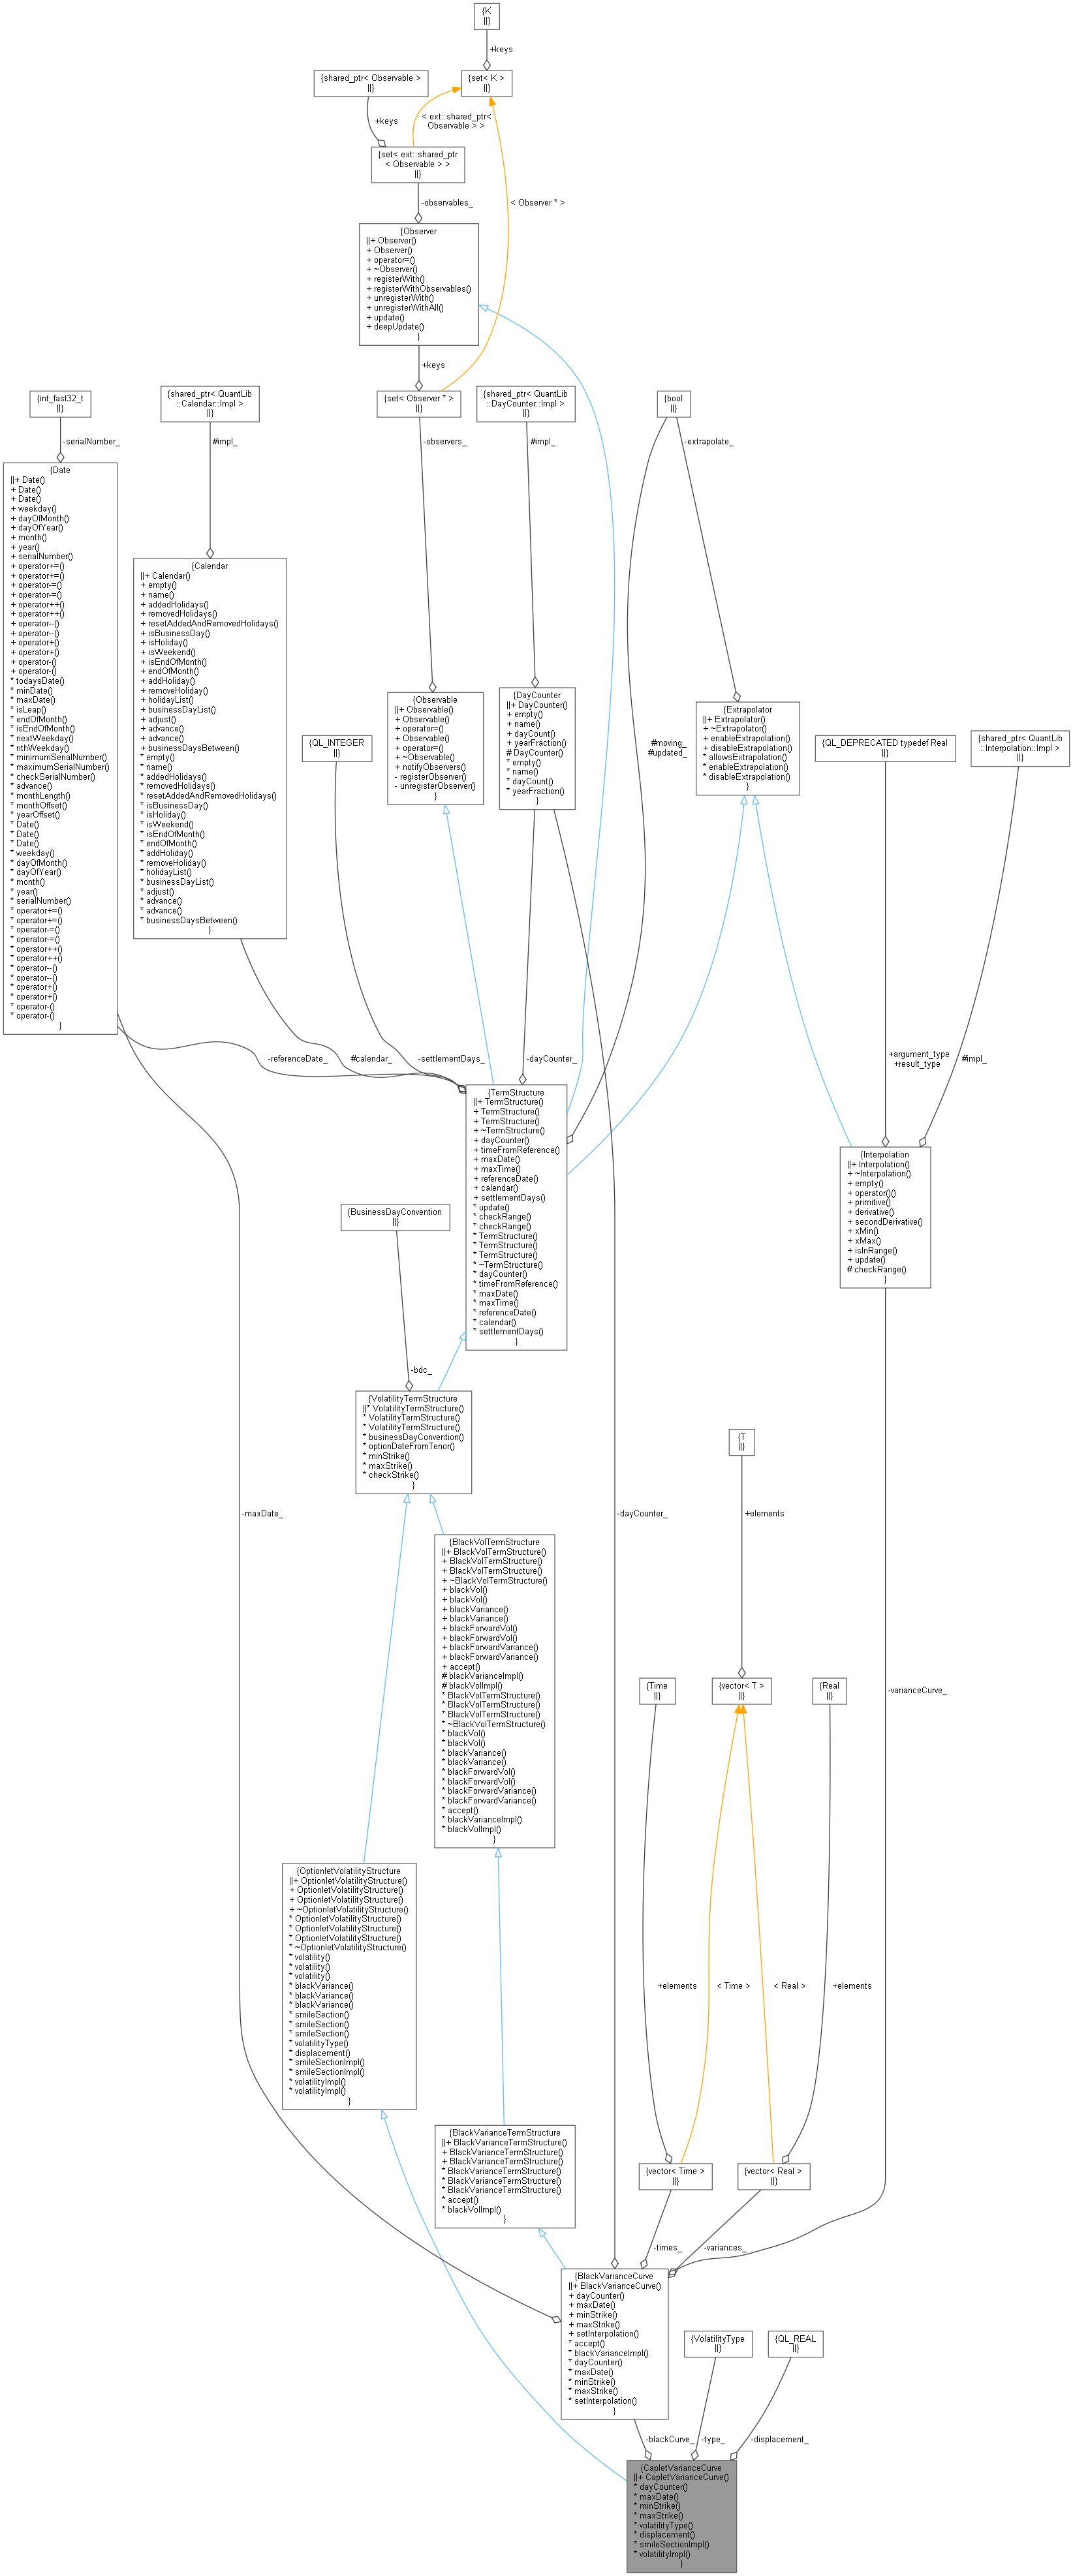 {K
||}
+keys
{shared_ptr< Observable >
||}
{set< K >
||}
+keys
< ext::shared_ptr<
Observable > >
{set< ext::shared_ptr
< Observable > >
||}
-observables_
< Observer * >
{Observer
||+ Observer()
+ Observer()
+ operator=()
+ ~Observer()
+ registerWith()
+ registerWithObservables()
+ unregisterWith()
+ unregisterWithAll()
+ update()
+ deepUpdate()
}
+keys
{int_fast32_t
||}
{shared_ptr< QuantLib
::Calendar::Impl >
||}
{set< Observer * >
||}
{shared_ptr< QuantLib
::DayCounter::Impl >
||}
{bool
||}
-serialNumber_
#impl_
-observers_
#impl_
-extrapolate_
{Date
||+ Date()
+ Date()
+ Date()
+ weekday()
+ dayOfMonth()
+ dayOfYear()
+ month()
+ year()
+ serialNumber()
+ operator+=()
+ operator+=()
+ operator-=()
+ operator-=()
+ operator++()
+ operator++()
+ operator--()
+ operator--()
+ operator+()
+ operator+()
+ operator-()
+ operator-()
* todaysDate()
* minDate()
* maxDate()
* isLeap()
* endOfMonth()
* isEndOfMonth()
* nextWeekday()
* nthWeekday()
* minimumSerialNumber()
* maximumSerialNumber()
* checkSerialNumber()
* advance()
* monthLength()
* monthOffset()
* yearOffset()
* Date()
* Date()
* Date()
* weekday()
* dayOfMonth()
* dayOfYear()
* month()
* year()
* serialNumber()
* operator+=()
* operator+=()
* operator-=()
* operator-=()
* operator++()
* operator++()
* operator--()
* operator--()
* operator+()
* operator+()
* operator-()
* operator-()
}
{Calendar
||+ Calendar()
+ empty()
+ name()
+ addedHolidays()
+ removedHolidays()
+ resetAddedAndRemovedHolidays()
+ isBusinessDay()
+ isHoliday()
+ isWeekend()
+ isEndOfMonth()
+ endOfMonth()
+ addHoliday()
+ removeHoliday()
+ holidayList()
+ businessDayList()
+ adjust()
+ advance()
+ advance()
+ businessDaysBetween()
* empty()
* name()
* addedHolidays()
* removedHolidays()
* resetAddedAndRemovedHolidays()
* isBusinessDay()
* isHoliday()
* isWeekend()
* isEndOfMonth()
* endOfMonth()
* addHoliday()
* removeHoliday()
* holidayList()
* businessDayList()
* adjust()
* advance()
* advance()
* businessDaysBetween()
}
{QL_INTEGER
||}
{Observable
||+ Observable()
+ Observable()
+ operator=()
+ Observable()
+ operator=()
+ ~Observable()
+ notifyObservers()
- registerObserver()
- unregisterObserver()
}
{DayCounter
||+ DayCounter()
+ empty()
+ name()
+ dayCount()
+ yearFraction()
# DayCounter()
* empty()
* name()
* dayCount()
* yearFraction()
}
#moving_
#updated_
{Extrapolator
||+ Extrapolator()
+ ~Extrapolator()
+ enableExtrapolation()
+ disableExtrapolation()
* allowsExtrapolation()
* enableExtrapolation()
* disableExtrapolation()
}
{QL_DEPRECATED typedef Real
||}
{shared_ptr< QuantLib
::Interpolation::Impl >
||}
-referenceDate_
#calendar_
-settlementDays_
-dayCounter_
+argument_type
+result_type
#impl_
{TermStructure
||+ TermStructure()
+ TermStructure()
+ TermStructure()
+ ~TermStructure()
+ dayCounter()
+ timeFromReference()
+ maxDate()
+ maxTime()
+ referenceDate()
+ calendar()
+ settlementDays()
* update()
* checkRange()
* checkRange()
* TermStructure()
* TermStructure()
* TermStructure()
* ~TermStructure()
* dayCounter()
* timeFromReference()
* maxDate()
* maxTime()
* referenceDate()
* calendar()
* settlementDays()
}
{Interpolation
||+ Interpolation()
+ ~Interpolation()
+ empty()
+ operator()()
+ primitive()
+ derivative()
+ secondDerivative()
+ xMin()
+ xMax()
+ isInRange()
+ update()
# checkRange()
}
{BusinessDayConvention
||}
-bdc_
{VolatilityTermStructure
||* VolatilityTermStructure()
* VolatilityTermStructure()
* VolatilityTermStructure()
* businessDayConvention()
* optionDateFromTenor()
* minStrike()
* maxStrike()
* checkStrike()
}
{T
||}
-maxDate_
-dayCounter_
+elements
{BlackVolTermStructure
||+ BlackVolTermStructure()
+ BlackVolTermStructure()
+ BlackVolTermStructure()
+ ~BlackVolTermStructure()
+ blackVol()
+ blackVol()
+ blackVariance()
+ blackVariance()
+ blackForwardVol()
+ blackForwardVol()
+ blackForwardVariance()
+ blackForwardVariance()
+ accept()
# blackVarianceImpl()
# blackVolImpl()
* BlackVolTermStructure()
* BlackVolTermStructure()
* BlackVolTermStructure()
* ~BlackVolTermStructure()
* blackVol()
* blackVol()
* blackVariance()
* blackVariance()
* blackForwardVol()
* blackForwardVol()
* blackForwardVariance()
* blackForwardVariance()
* accept()
* blackVarianceImpl()
* blackVolImpl()
}
{Time
||}
{vector< T >
||}
{Real
||}
-varianceCurve_
{OptionletVolatilityStructure
||+ OptionletVolatilityStructure()
+ OptionletVolatilityStructure()
+ OptionletVolatilityStructure()
+ ~OptionletVolatilityStructure()
* OptionletVolatilityStructure()
* OptionletVolatilityStructure()
* OptionletVolatilityStructure()
* ~OptionletVolatilityStructure()
* volatility()
* volatility()
* volatility()
* blackVariance()
* blackVariance()
* blackVariance()
* smileSection()
* smileSection()
* smileSection()
* volatilityType()
* displacement()
* smileSectionImpl()
* smileSectionImpl()
* volatilityImpl()
* volatilityImpl()
}
+elements
< Time >
< Real >
+elements
{BlackVarianceTermStructure
||+ BlackVarianceTermStructure()
+ BlackVarianceTermStructure()
+ BlackVarianceTermStructure()
* BlackVarianceTermStructure()
* BlackVarianceTermStructure()
* BlackVarianceTermStructure()
* accept()
* blackVolImpl()
}
{vector< Time >
||}
{vector< Real >
||}
-times_
-variances_
{BlackVarianceCurve
||+ BlackVarianceCurve()
+ dayCounter()
+ maxDate()
+ minStrike()
+ maxStrike()
+ setInterpolation()
* accept()
* blackVarianceImpl()
* dayCounter()
* maxDate()
* minStrike()
* maxStrike()
* setInterpolation()
}
{VolatilityType
||}
{QL_REAL
||}
-blackCurve_
-type_
-displacement_
{CapletVarianceCurve
||+ CapletVarianceCurve()
* dayCounter()
* maxDate()
* minStrike()
* maxStrike()
* volatilityType()
* displacement()
* smileSectionImpl()
* volatilityImpl()
}